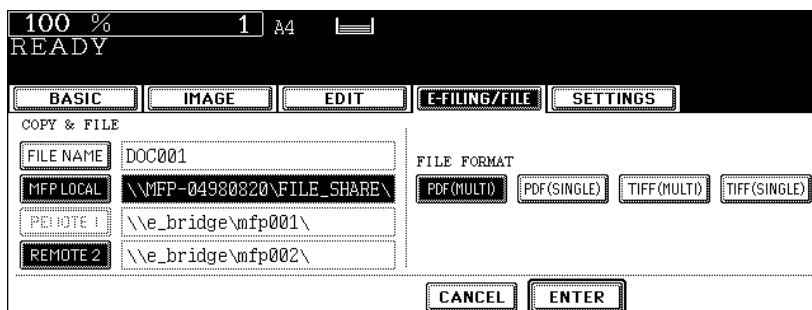 100 % 1 A4
READY
BASIC IMAGE EDIT E-FILING/FILE SETTINGS
COPY & FILE
FILE NAME DOC001
MFP LOCAL \\MFP-04980820\FILE_SHARE\
REMOTE 1 \\e_bridge\mfp001\
REMOTE 2 \\e_bridge\mfp002\
FILE FORMAT
PDF(MULTI) PDF(SINGLE) TIFF(MULTI) TIFF(SINGLE)
CANCEL ENTER